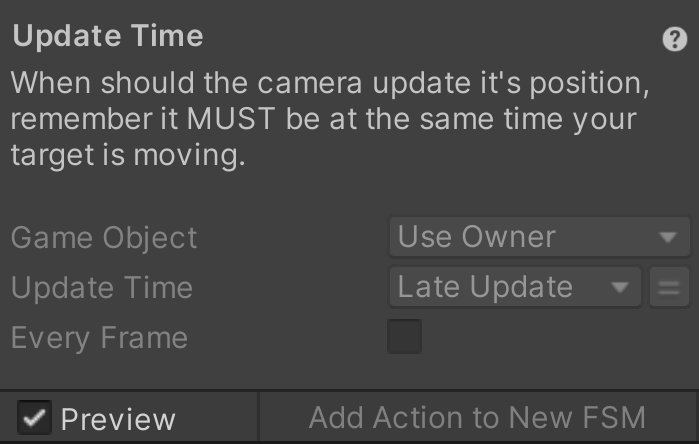 Update Time
When should the camera update it's position,
remember it MUST be at the same time your
target is moving.
Game Object Use Owner
Update Time Late Update =
Every Frame
Preview Add Action to New FSM